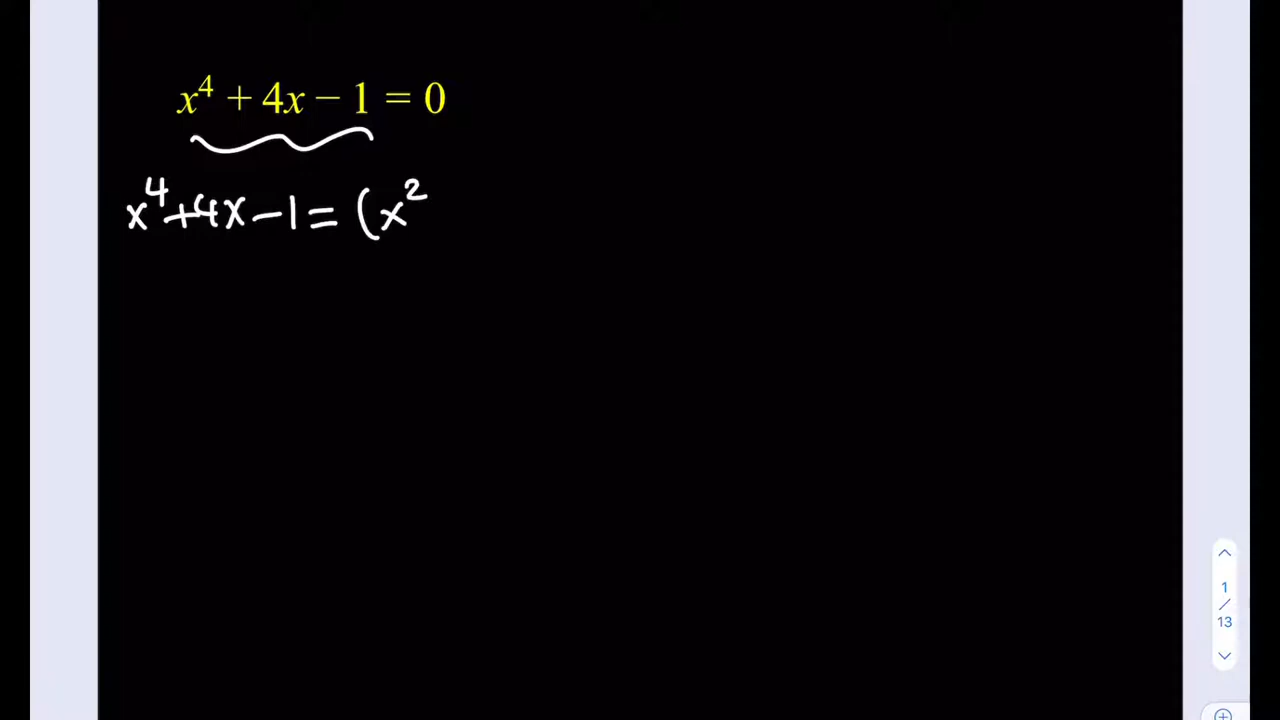 x⁴ + 4x − 1 = 0
x⁴+4x−1=(x²
1
/
13